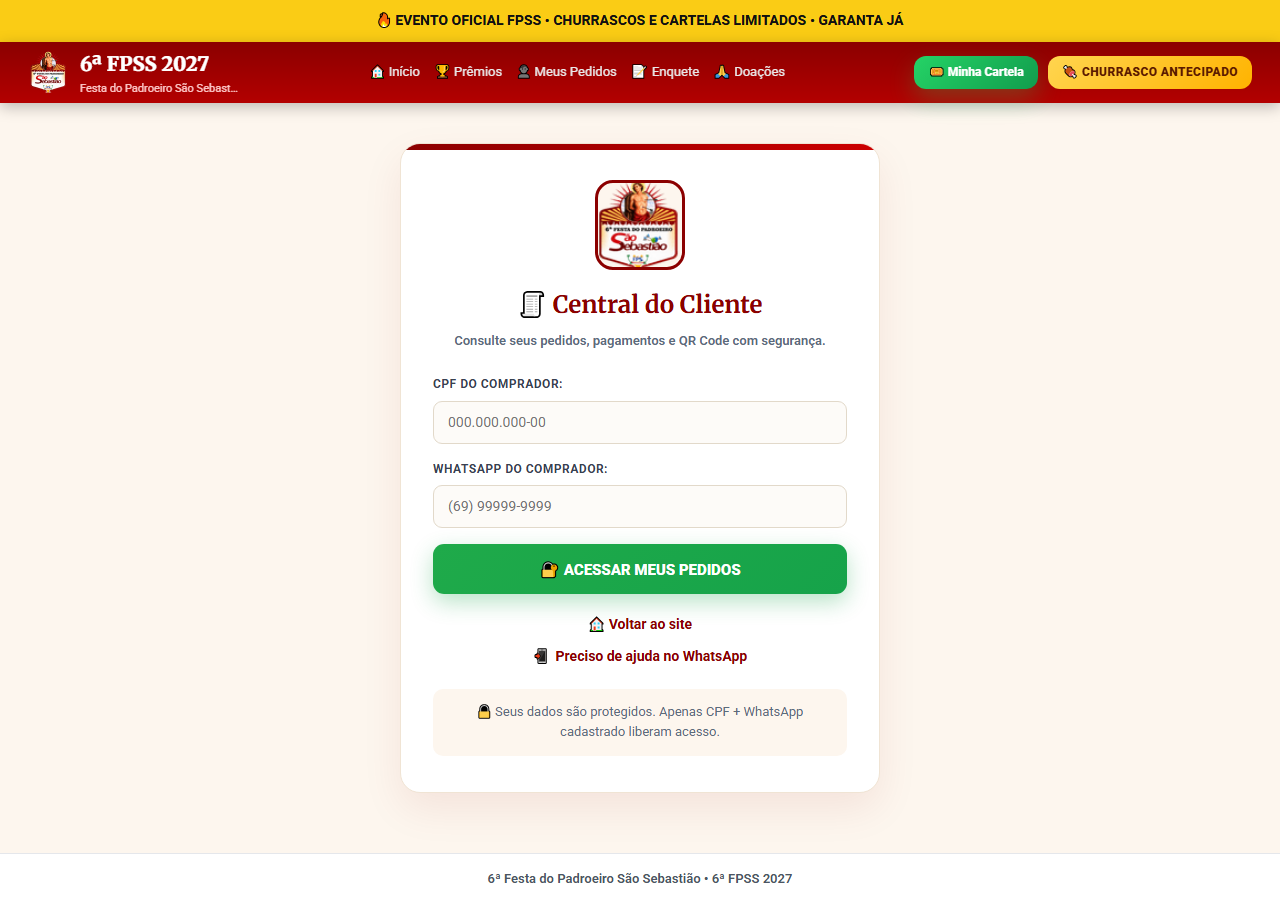 🔥 EVENTO OFICIAL FPSS • CHURRASCOS E CARTELAS LIMITADOS • GARANTA JÁ
6ª FPSS 2027
Festa do Padroeiro São Sebast...
🏠 Início 🏆 Prêmios 👤 Meus Pedidos 📝 Enquete 🙏 Doações
🎟️ Minha Cartela
🍖 CHURRASCO ANTECIPADO
6ª FESTA DO PADROEIRO
São Sebastião
🧾 Central do Cliente
Consulte seus pedidos, pagamentos e QR Code com segurança.
CPF DO COMPRADOR:
000.000.000-00
WHATSAPP DO COMPRADOR:
(69) 99999-9999
🔐 ACESSAR MEUS PEDIDOS
🏠 Voltar ao site
📲 Preciso de ajuda no WhatsApp
🔒 Seus dados são protegidos. Apenas CPF + WhatsApp
cadastrado liberam acesso.
6ª Festa do Padroeiro São Sebastião • 6ª FPSS 2027